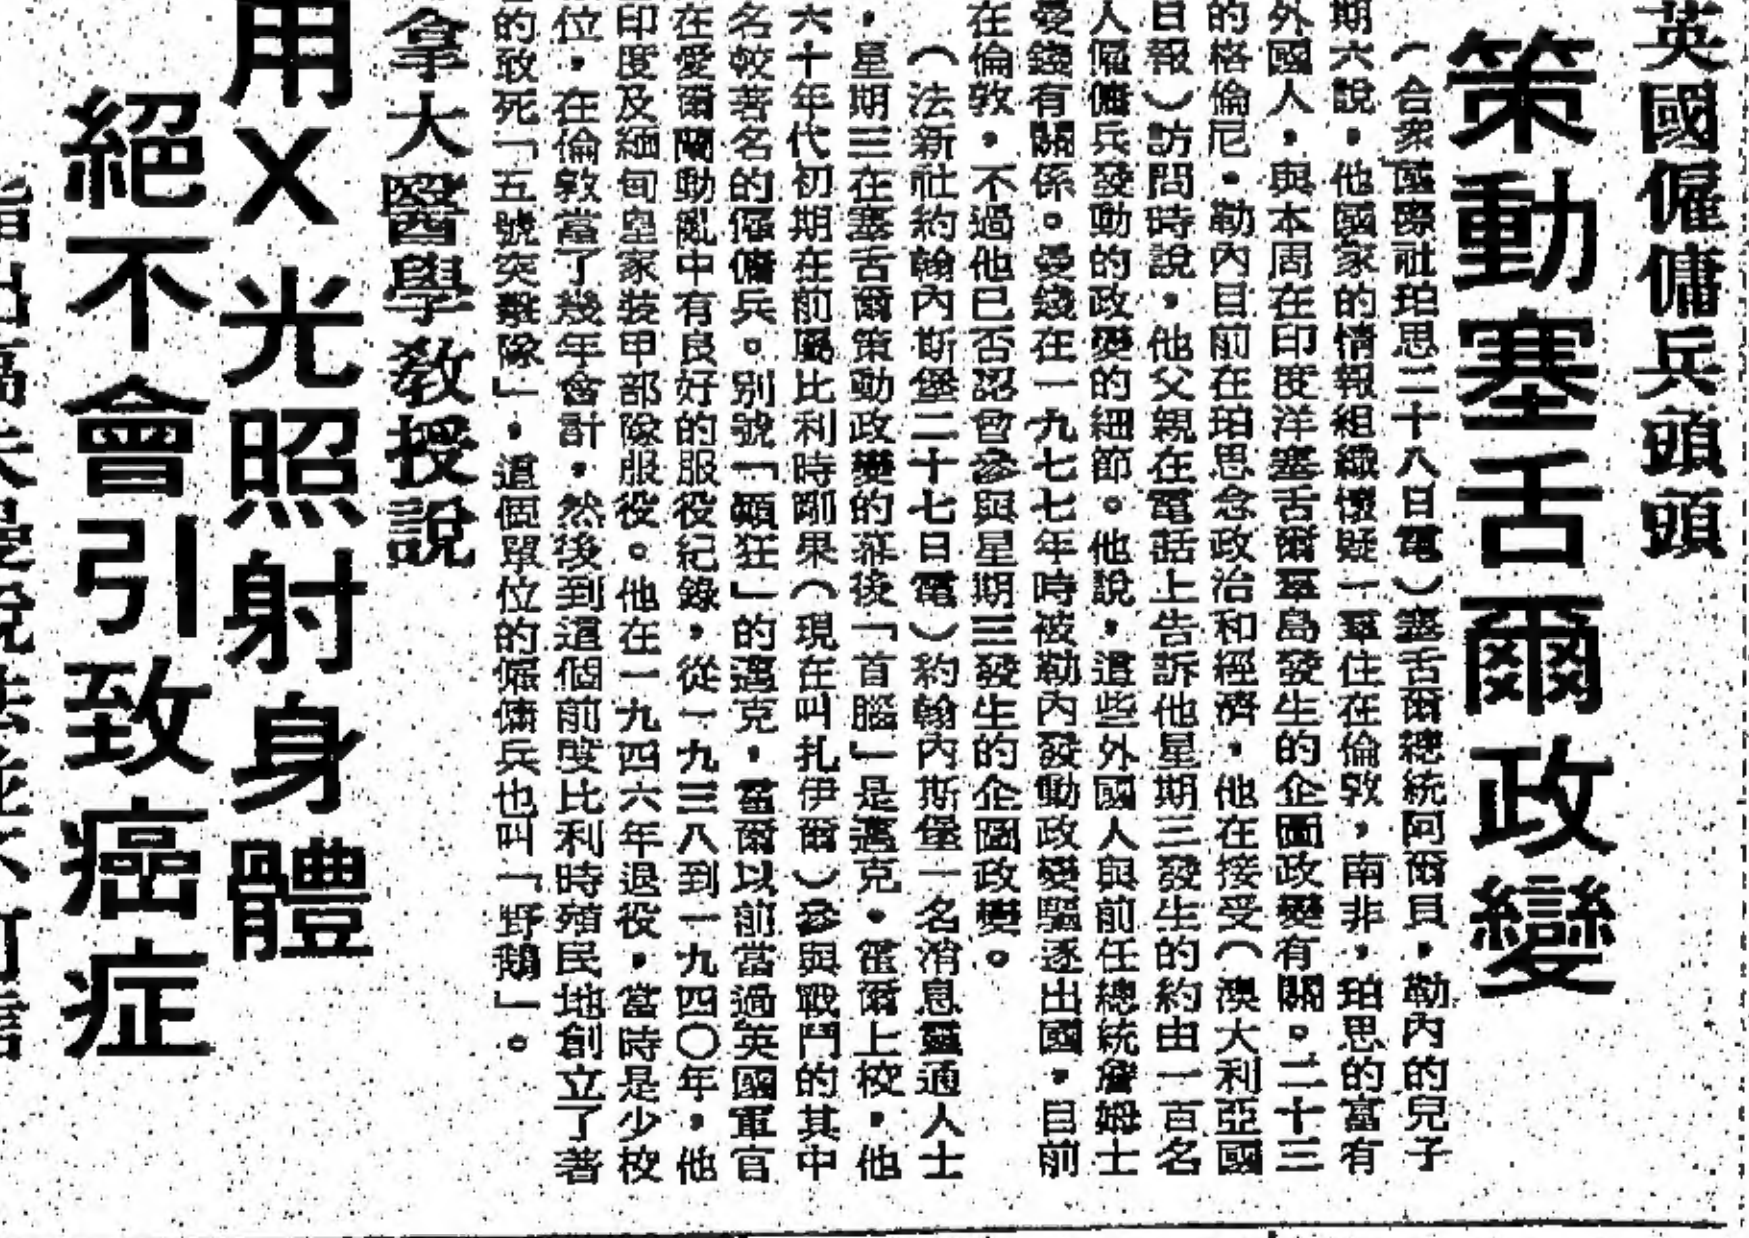 英國僱傭兵頭頭
策動塞舌爾政變
（合衆國際社珀思二十八日電）塞舌爾總統阿爾貝・勒內的兒子
期六說，他國家的情報組織懷疑一羣住在倫敦，南非，珀思的富有
外國人，與本周在印度洋塞舌爾羣島發生的企圖政變有關。二十三
的格倫尼・勒內目前在珀思念政治和經濟，他在接受（澳大利亞國
日報）訪問時說，他父親在電話上告訴他星期三發生的約由一百名
人僱傭兵發動的政變的細節。他說，這些外國人與前任總統詹姆士
曼錢有關係。曼錢在一九七七年時被勒內發動政變驅逐出國，目前
在倫敦，不過他已否認曾參與星期三發生的企圖政變。
（法新社約翰內斯堡二十七日電）約翰內斯堡一名消息靈通人士
，星期三在塞舌爾策動政變的幕後「首腦」是邁克・霍爾上校，他
六十年代初期在前屬比利時剛果（現在叫扎伊爾）參與戰鬥的其中
名較著名的僱傭兵。別號「顛狂」的邁克・霍爾以前當過英國軍官
在愛爾蘭動亂中有良好的服役紀錄，從一九三八到一九四〇年，他
印度及緬甸皇家裝甲部隊服役。他在一九四六年退役，當時是少校
位，在倫敦當了幾年會計，然後到這個前度比利時殖民地創立了著
的敢死「五號突擊隊」，這個單位的僱傭兵也叫「野鵝」。
拿大醫學教授說
用X光照射身體
絕不會引致癌症